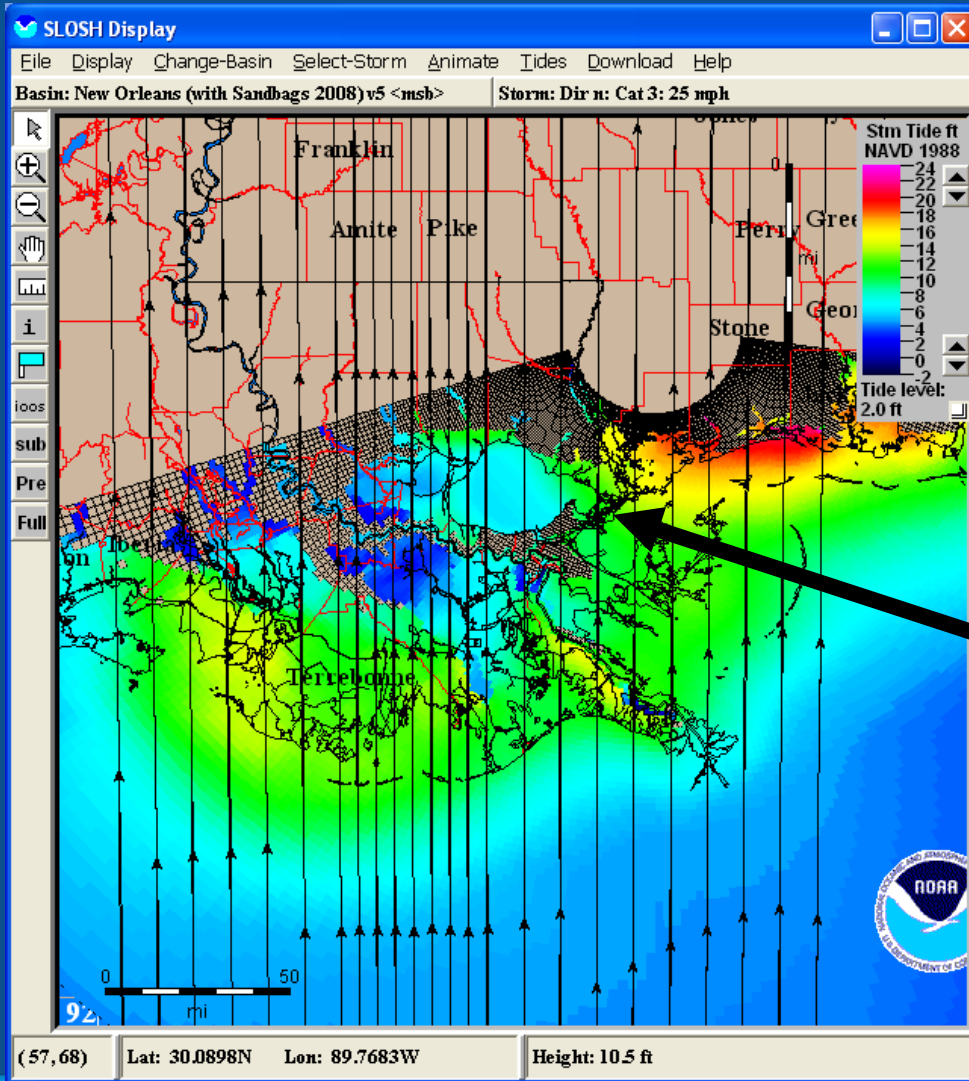 SLOSH Display
File Display Change-Basin Select-Storm Animate Tides Download Help
Basin: New Orleans (with Sandbags 2008) v5 <msb> Storm: Dir n: Cat 3: 25 mph
Stm Tide ft
NAVD 1988
24
22
20
18
16
14
12
10
8
6
4
2
0
-2
Tide level:
2.0 ft
Franklin
0
Amite Pike
Perry Gree
mi
Geor
Stone
i
ioos
sub
Pre
Full
on
Terrebonne
NOAA
0 50
mi
92
(57,68) Lat: 30.0898N Lon: 89.7683W Height: 10.5 ft